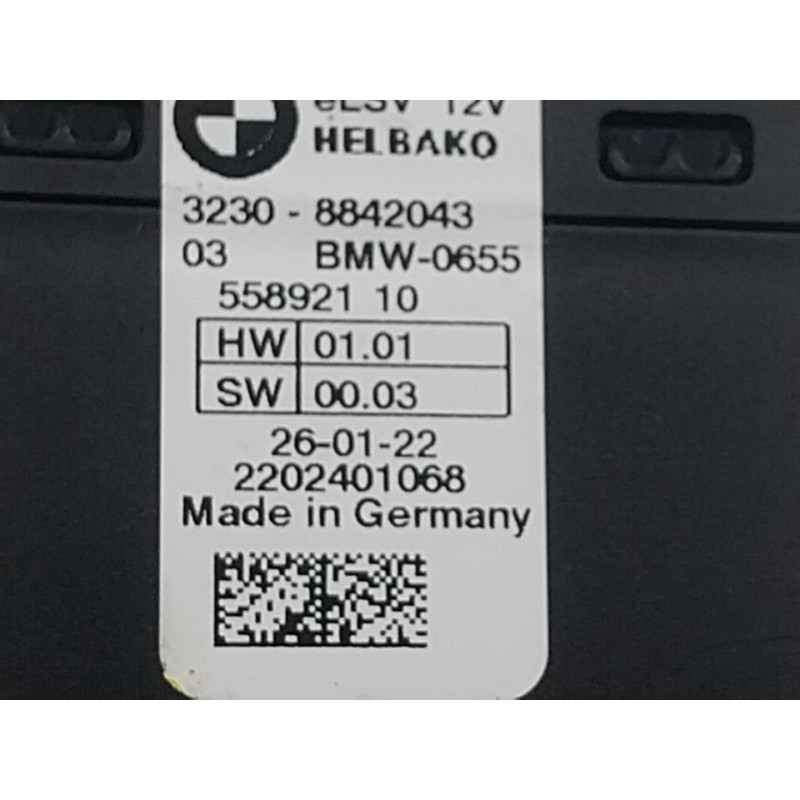 eLSV 12V
HELBAKO
3230 - 8842043
03 BMW-0655
558921 10
HW 01.01
SW 00.03
26-01-22
2202401068
Made in Germany